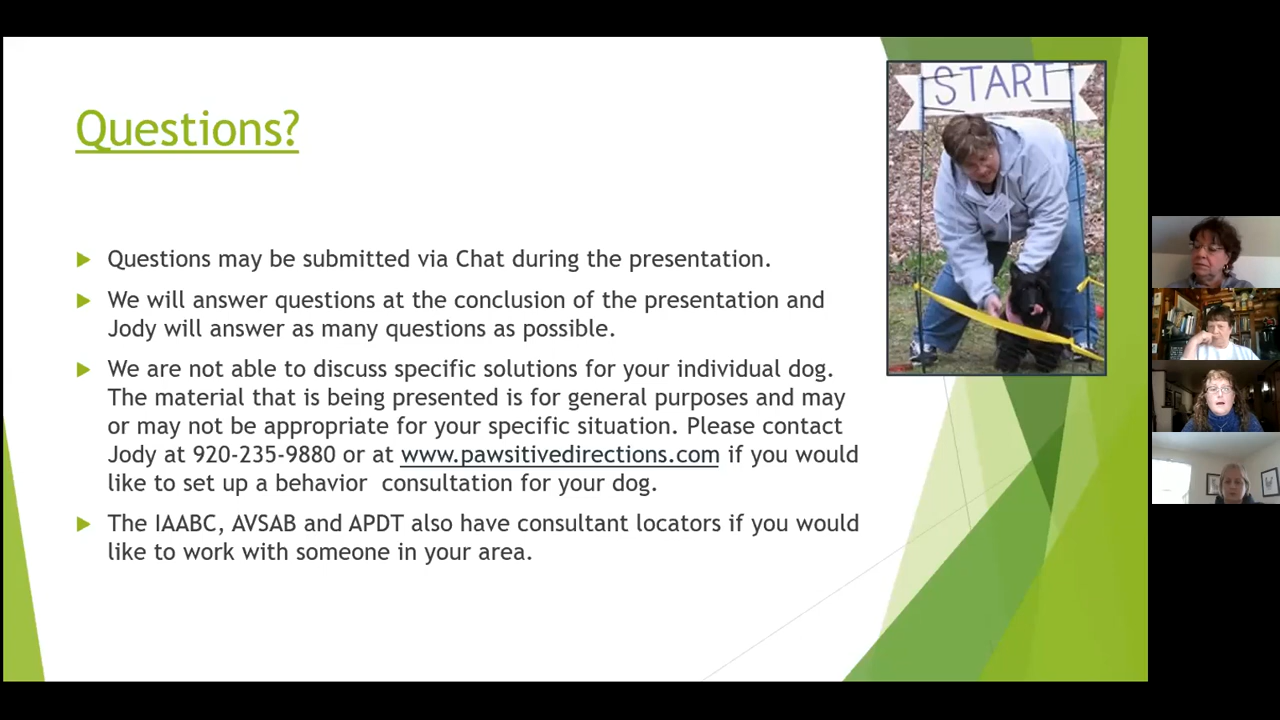 START
Questions?
Questions may be submitted via Chat during the presentation.
We will answer questions at the conclusion of the presentation and
Jody will answer as many questions as possible.
We are not able to discuss specific solutions for your individual dog.
The material that is being presented is for general purposes and may
or may not be appropriate for your specific situation. Please contact
Jody at 920-235-9880 or at www.pawsitivedirections.com if you would
like to set up a behavior  consultation for your dog.
The IAABC, AVSAB and APDT also have consultant locators if you would
like to work with someone in your area.